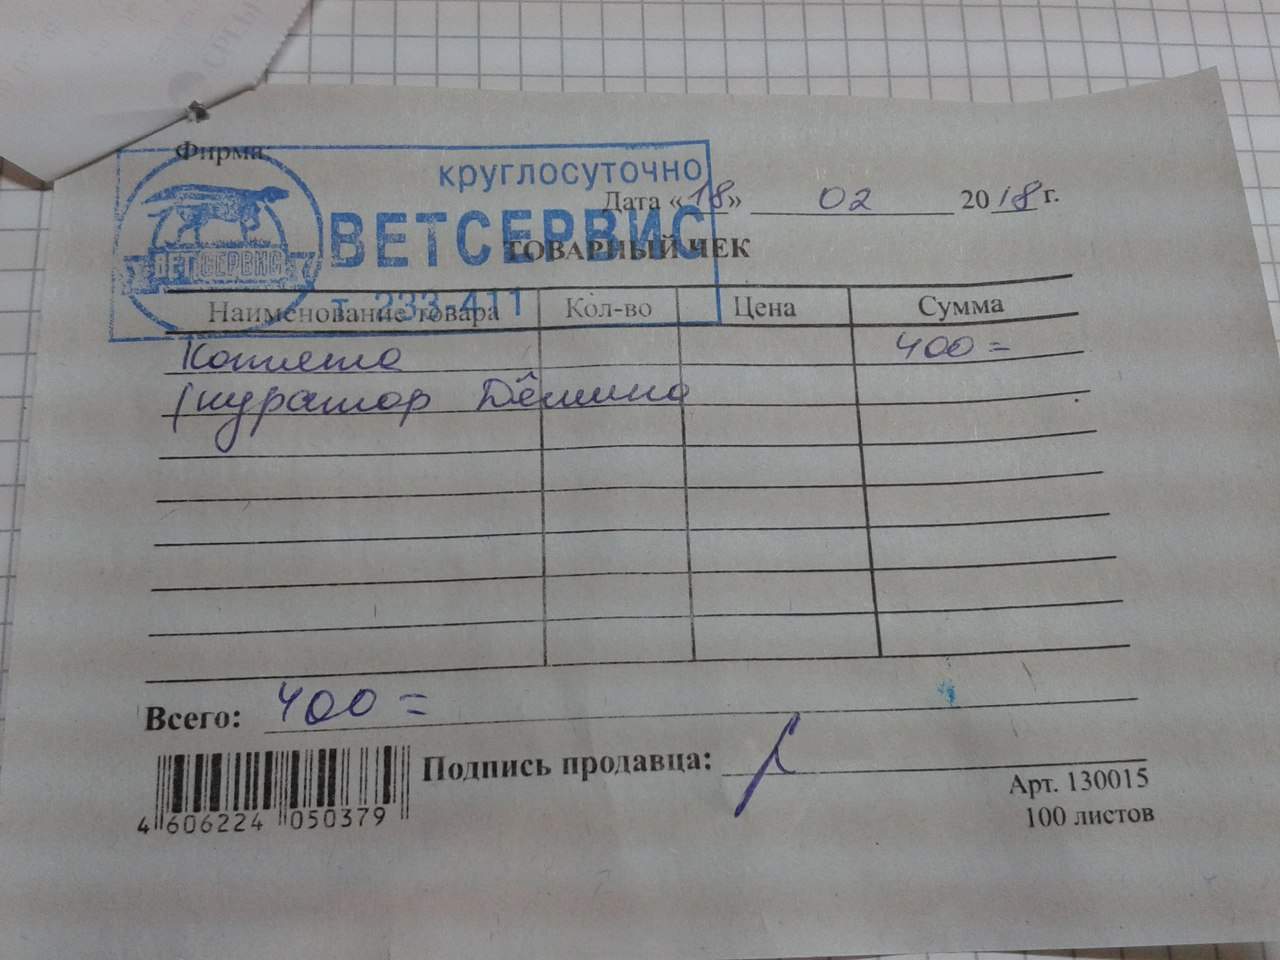 Фирма:
круглосуточно
Дата «18» 02 2018 г.
ВЕТСЕРВИС
ТОВАРНЫЙ ЧЕК
ВЕТСЕРВИС
т. 233-411
Наименование товара Кол-во Цена Сумма
Котята 400=
(куратор Дёмина
Всего: 400=
Подпись продавца:
Арт. 130015
4 606224 050379
100 листов